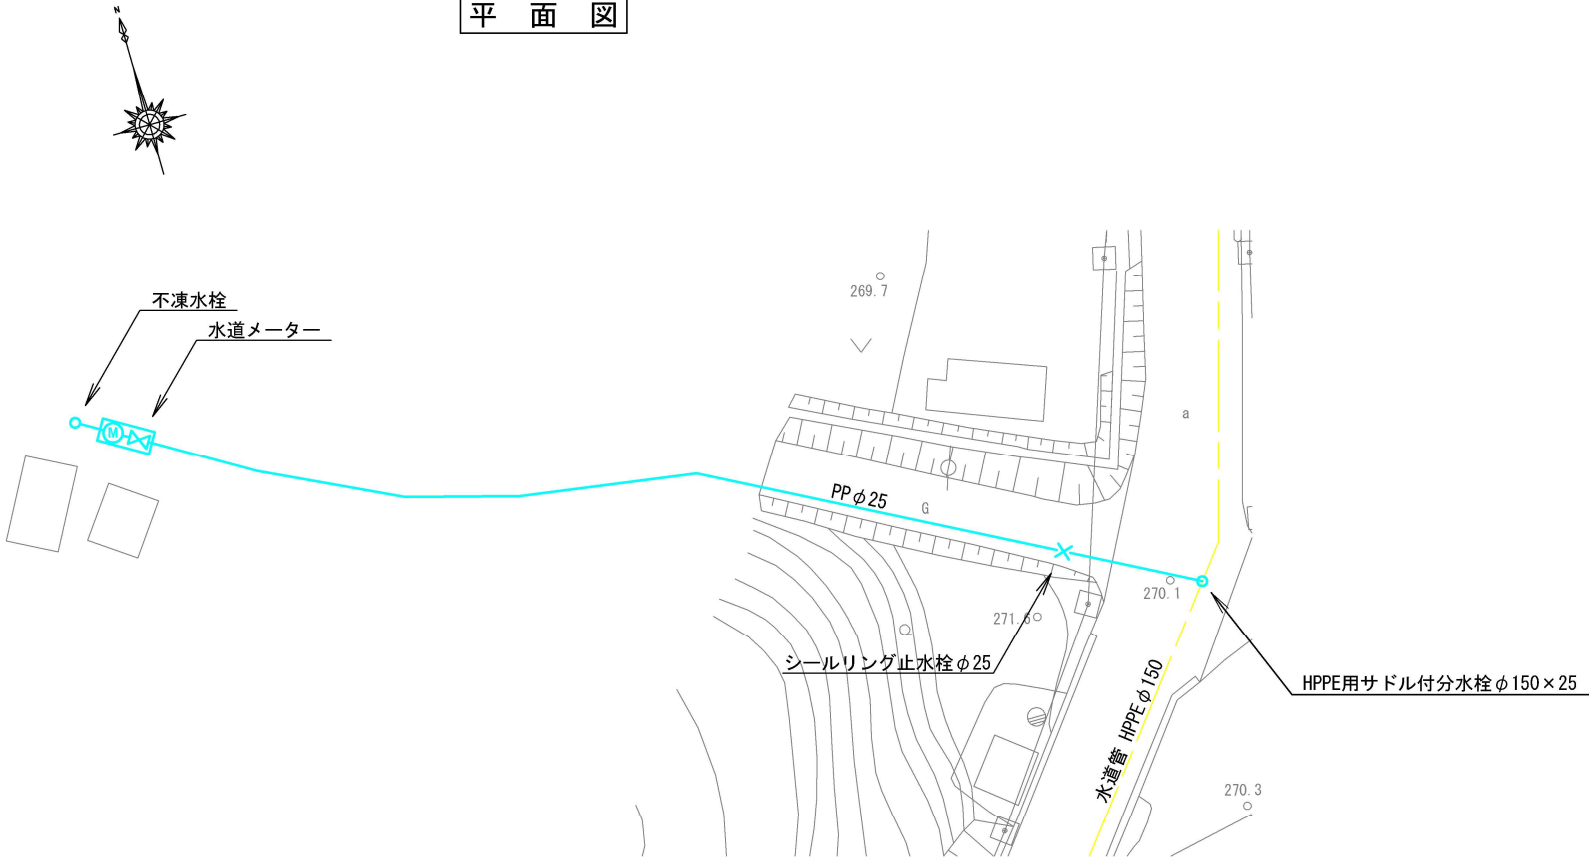 平 面 図
N
269.7
不凍水栓
水道メーター
a
M
PPφ25
G
270.1
271.6
シールリング止水栓φ25
HPPE用サドル付分水栓φ150×25
水道管 HPPEφ150
270.3